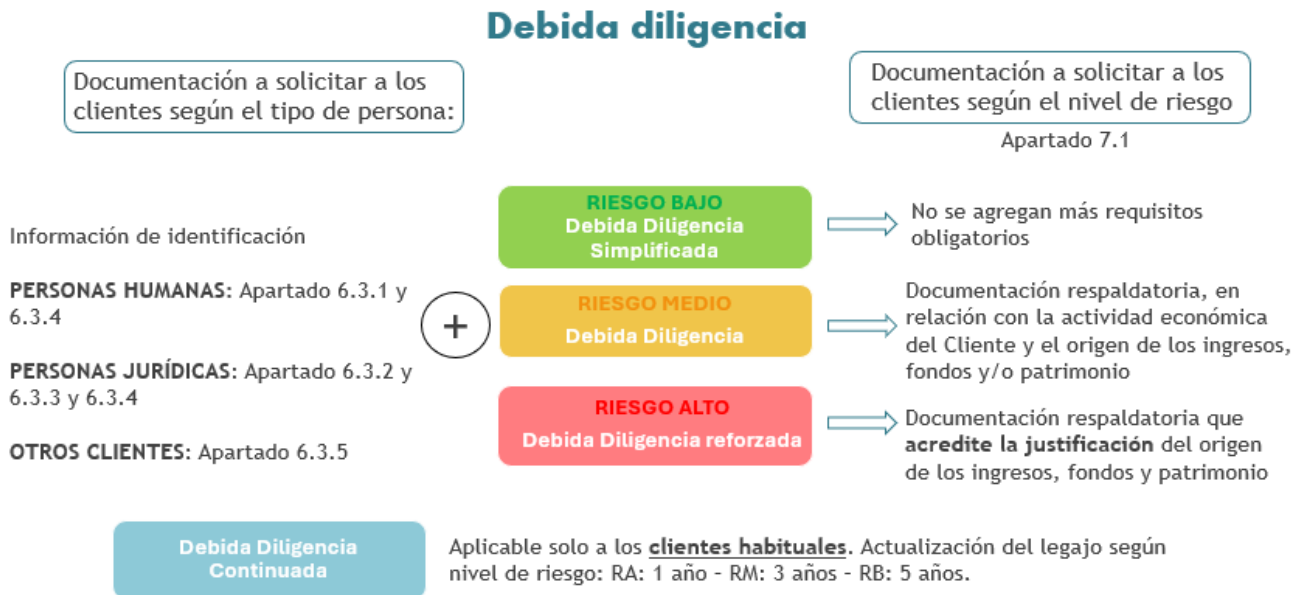 Debida diligencia
Documentación a solicitar a los
clientes según el tipo de persona:
Documentación a solicitar a los
clientes según el nivel de riesgo
Apartado 7.1
Información de identificación
PERSONAS HUMANAS: Apartado 6.3.1 y
6.3.4
PERSONAS JURÍDICAS: Apartado 6.3.2 y
6.3.3 y 6.3.4
OTROS CLIENTES: Apartado 6.3.5
+
RIESGO BAJO
Debida Diligencia
Simplificada
No se agregan más requisitos
obligatorios
RIESGO MEDIO
Debida Diligencia
Documentación respaldatoria, en
relación con la actividad económica
del Cliente y el origen de los ingresos,
fondos y/o patrimonio
RIESGO ALTO
Debida Diligencia reforzada
Documentación respaldatoria que
acredite la justificación del origen
de los ingresos, fondos y patrimonio
Debida Diligencia
Continuada
Aplicable solo a los clientes habituales. Actualización del legajo según
nivel de riesgo: RA: 1 año - RM: 3 años - RB: 5 años.